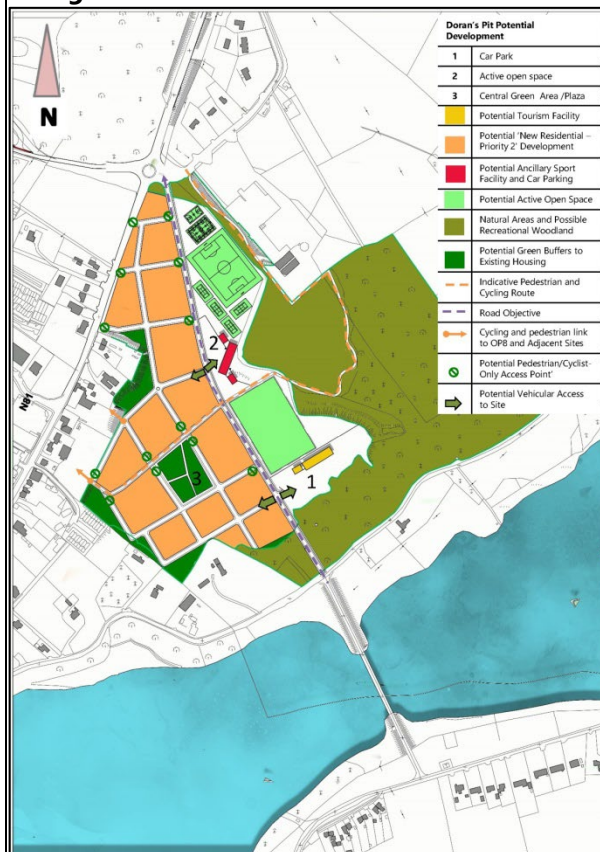 Doran's Pit Potential
Development
1 Car Park
2 Active open space
3 Central Green Area /Plaza
Potential Tourism Facility
Potential 'New Residential –
Priority 2' Development
Potential Ancillary Sport
Facility and Car Parking
Potential Active Open Space
Natural Areas and Possible
Recreational Woodland
Potential Green Buffers to
Existing Housing
Indicative Pedestrian and
Cycling Route
Road Objective
Cycling and pedestrian link
to OP8 and Adjacent Sites
Potential Pedestrian/Cyclist-
Only Access Point'
Potential Vehicular Access
to Site
N
2
N81
3
1